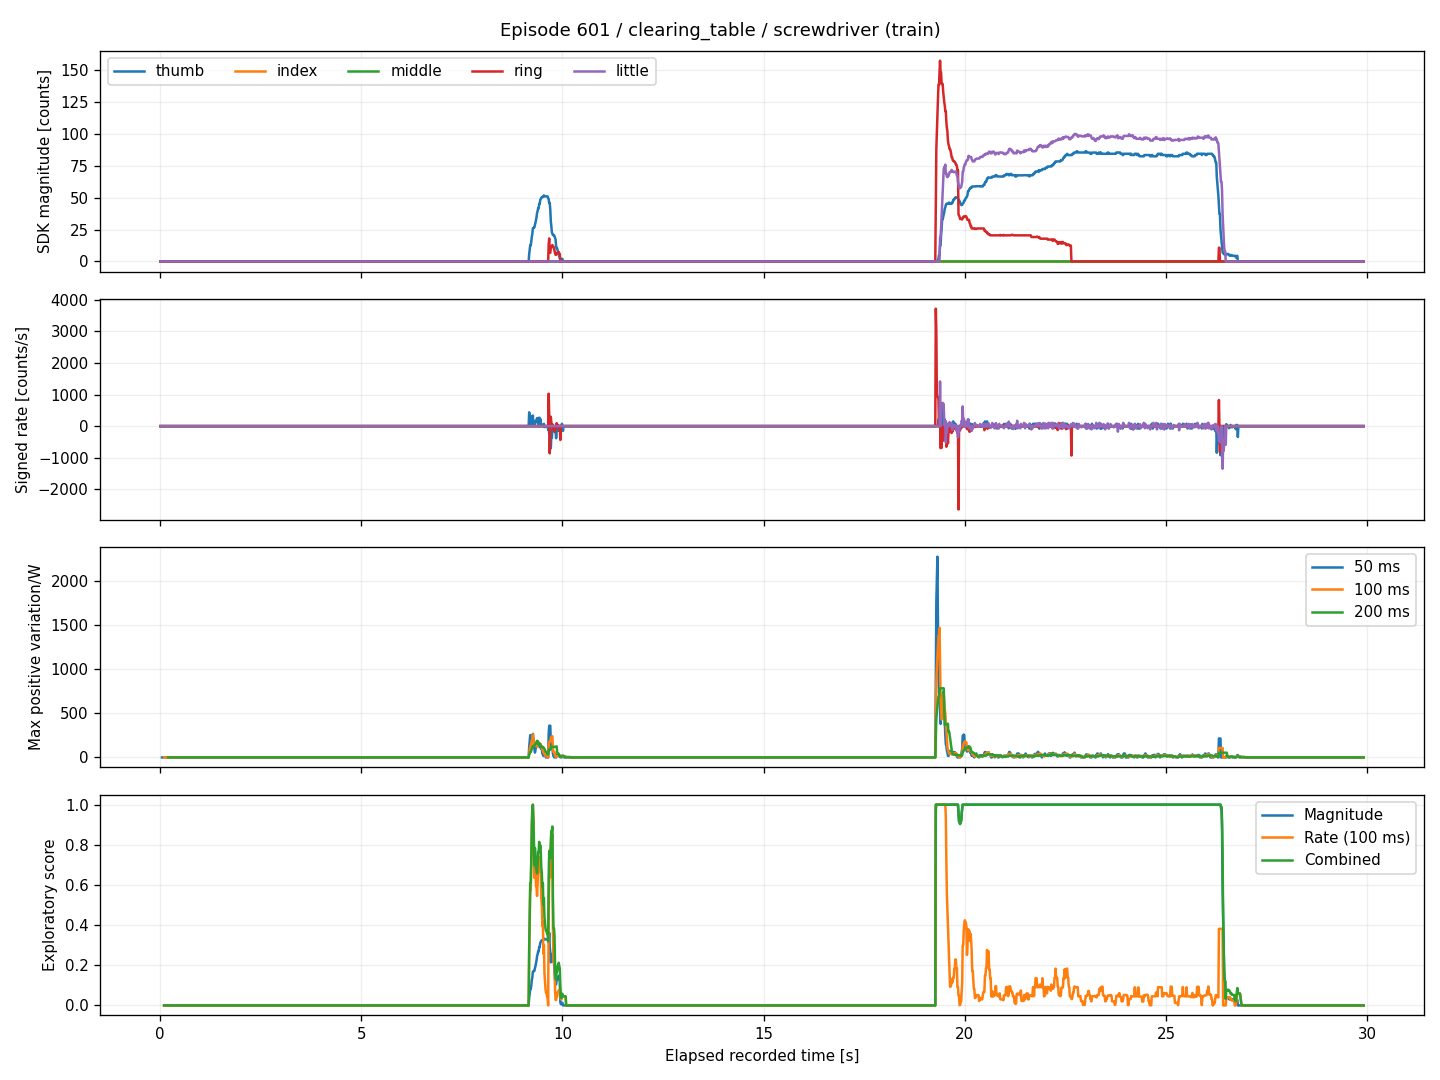 Episode 601 / clearing_table / screwdriver (train)
thumb index middle ring little
SDK magnitude [counts]
150
125
100
75
50
25
0
Signed rate [counts/s]
4000
3000
2000
1000
0
−1000
−2000
Max positive variation/W
2000
1500
1000
500
0
50 ms
100 ms
200 ms
Exploratory score
1.0
0.8
0.6
0.4
0.2
0.0
Magnitude
Rate (100 ms)
Combined
0 5 10 15 20 25 30
Elapsed recorded time [s]